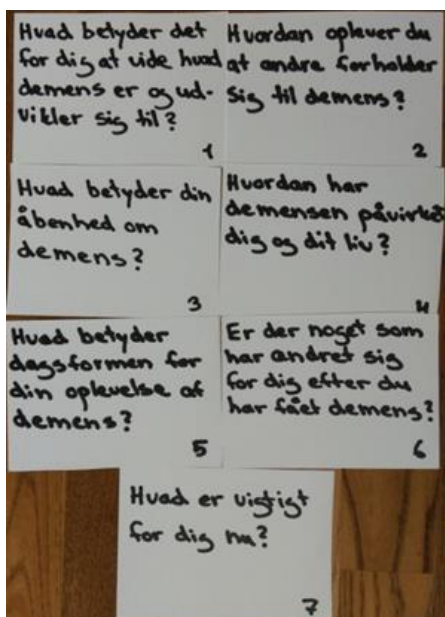 Hvad betyder det
for dig at vide hvad
demens er og ud-
vikler sig til?
1
Hvordan oplever du
at andre forholder
sig til demens?
2
Hvad betyder din
åbenhed om
demens?
3
Hvordan har
demensen påvirket
dig og dit liv?
4
Hvad betyder
dagsformen for
din oplevelse af
demens?
5
Er der noget som
har andret sig
for dig efter du
har fået demens?
6
Hvad er vigtigt
for dig nu?
7